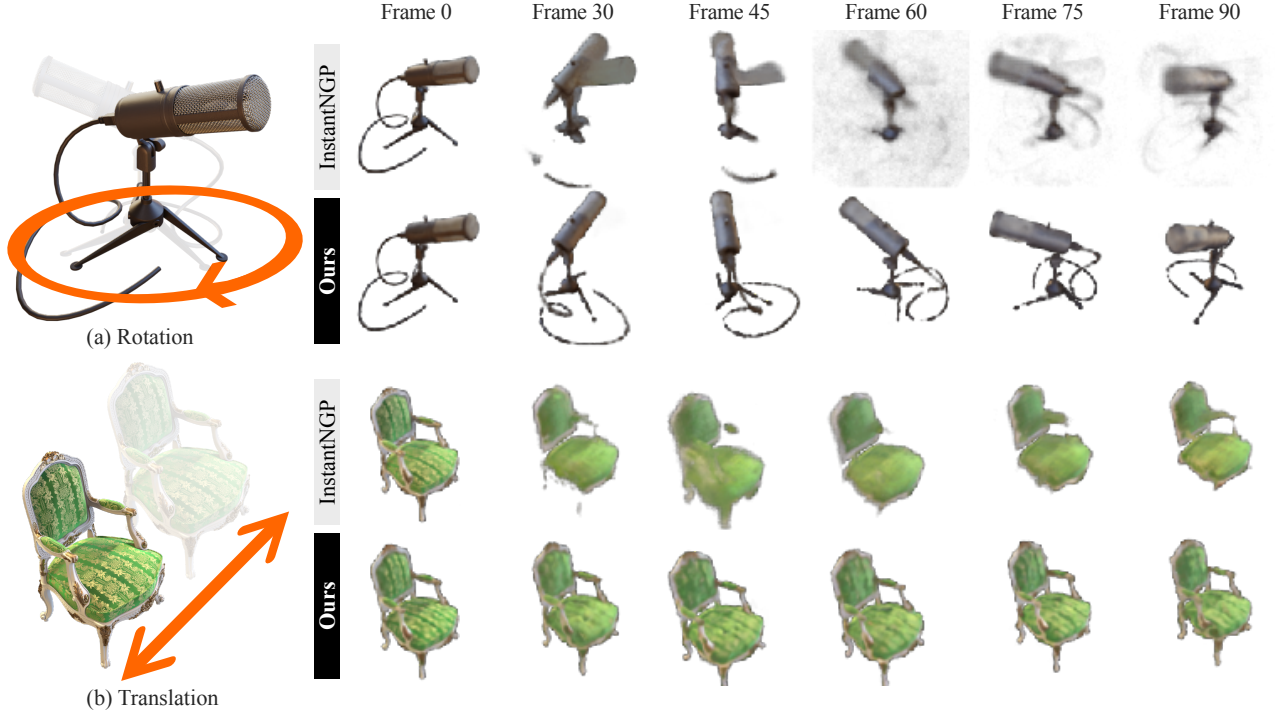 Frame 0 Frame 30 Frame 45 Frame 60 Frame 75 Frame 90
InstantNGP
Ours
(a) Rotation
InstantNGP
Ours
(b) Translation